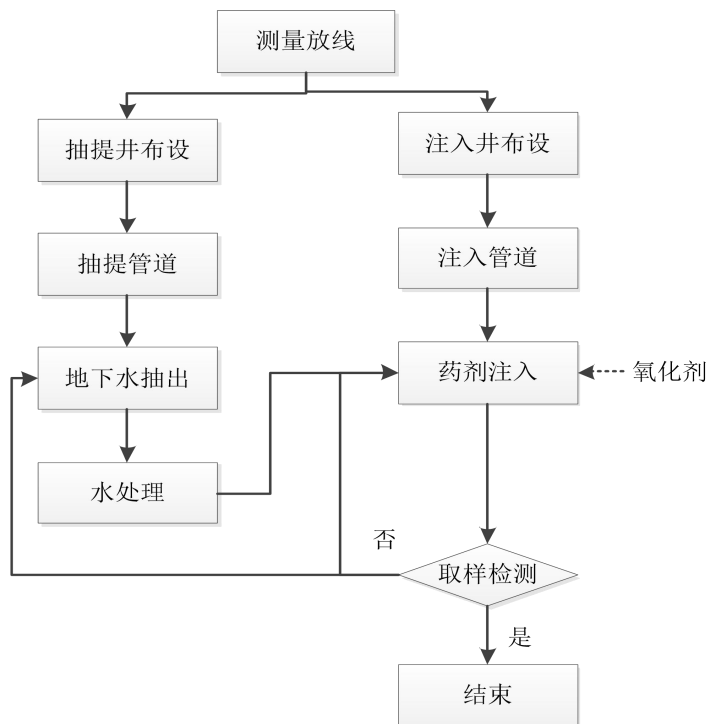 测量放线
抽提井布设
注入井布设
抽提管道
注入管道
地下水抽出
药剂注入
氧化剂
水处理
否
取样检测
是
结束